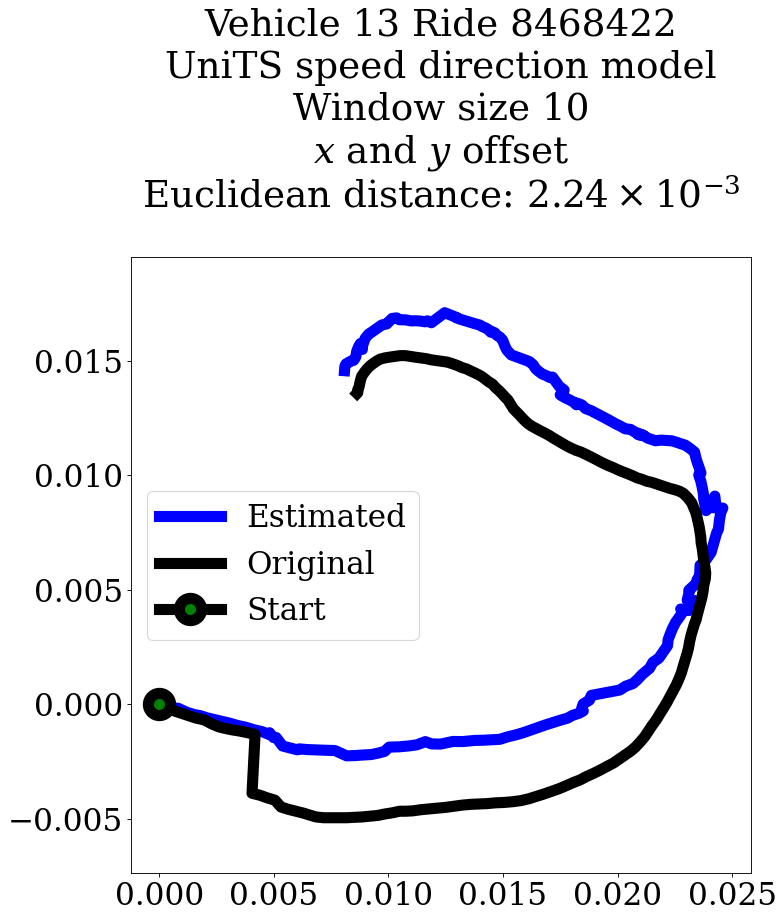 Vehicle 13 Ride 8468422
UniTS speed direction model
Window size 10
x and y offset
Euclidean distance: 2.24 × 10⁻³
0.015
0.010
0.005
0.000
−0.005
Estimated
Original
Start
0.000 0.005 0.010 0.015 0.020 0.025